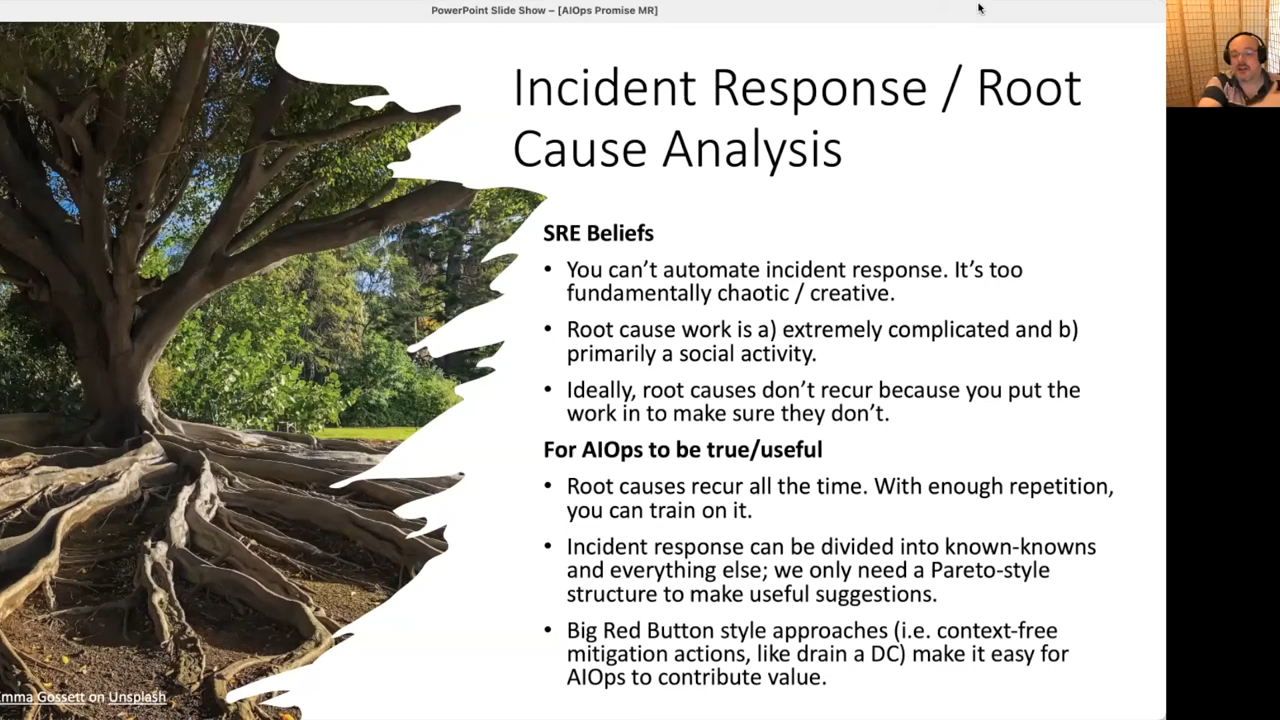 PowerPoint Slide Show – [AIOps Promise MR]
Incident Response / Root
Cause Analysis
SRE Beliefs
• You can’t automate incident response. It’s too
fundamentally chaotic / creative.
• Root cause work is a) extremely complicated and b)
primarily a social activity.
• Ideally, root causes don’t recur because you put the
work in to make sure they don’t.
For AIOps to be true/useful
• Root causes recur all the time. With enough repetition,
you can train on it.
• Incident response can be divided into known-knowns
and everything else; we only need a Pareto-style
structure to make useful suggestions.
• Big Red Button style approaches (i.e. context-free
mitigation actions, like drain a DC) make it easy for
AIOps to contribute value.
mma Gossett on Unsplash